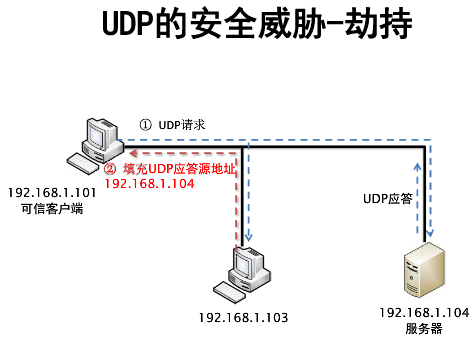 UDP的安全威胁-劫持
① UDP请求
② 填充UDP应答源地址
192.168.1.104
192.168.1.101
可信客户端
UDP应答
192.168.1.103
192.168.1.104
服务器